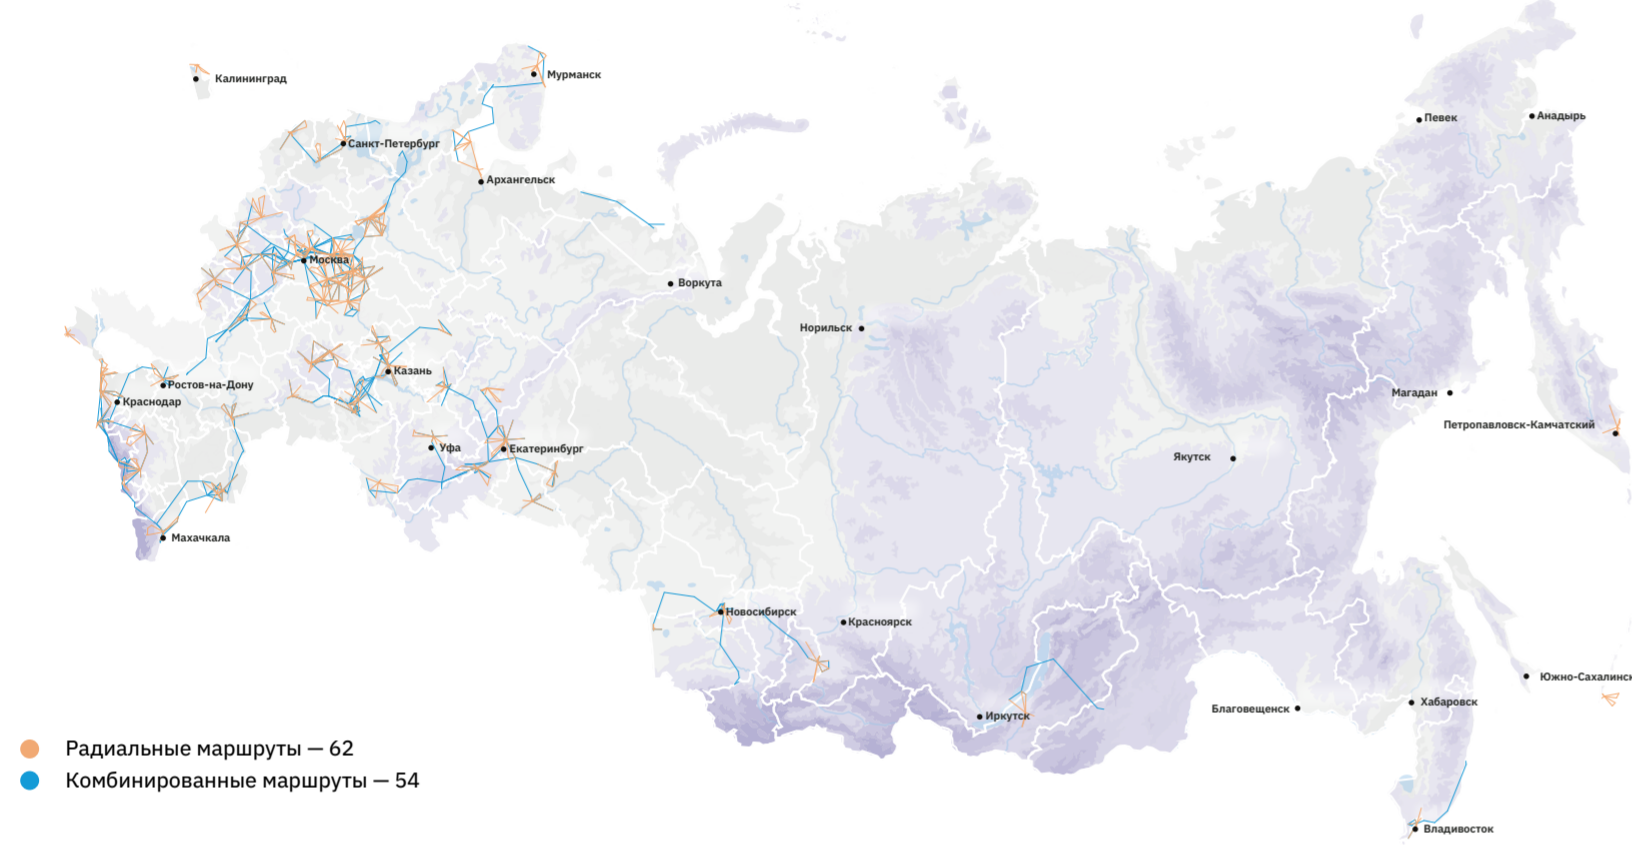 Калининград
Мурманск
Певек
Анадырь
Санкт-Петербург
Архангельск
Москва
Воркута
Норильск
Казань
Ростов-на-Дону
Краснодар
Магадан
Петропавловск-Камчатский
Уфа
Екатеринбург
Якутск
Махачкала
Новосибирск
Красноярск
Южно-Сахалинск
Иркутск
Благовещенск
Хабаровск
Радиальные маршруты — 62
Комбинированные маршруты — 54
Владивосток